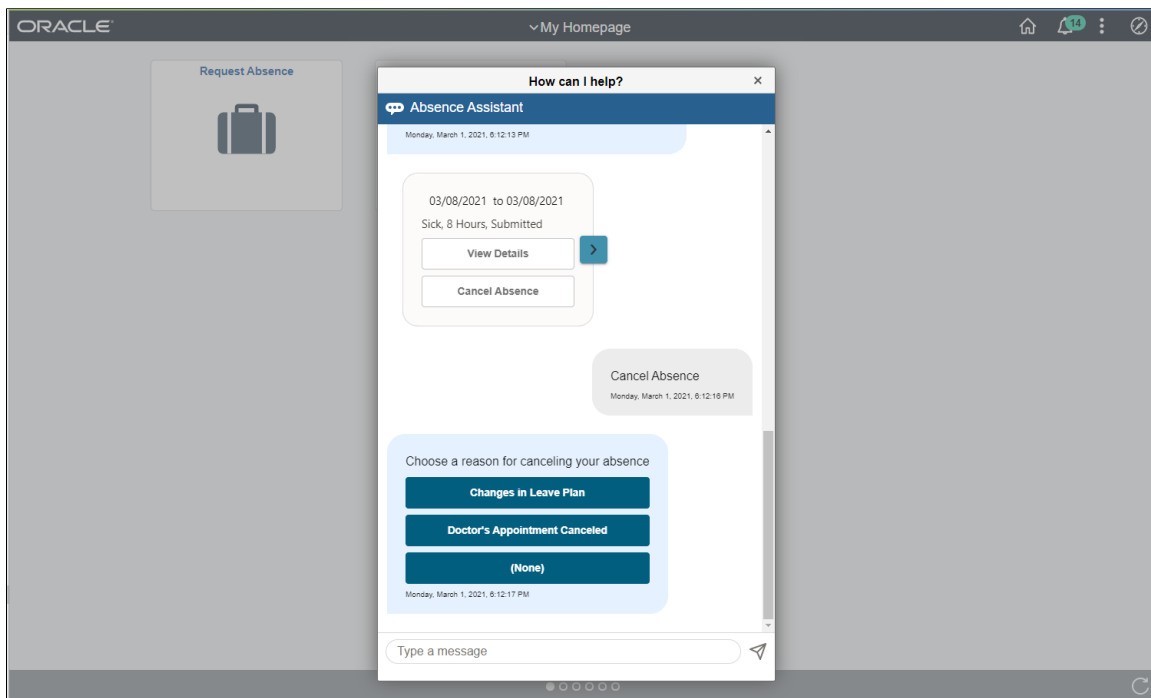 ORACLE
My Homepage
14
Request Absence
How can I help?
Absence Assistant
Monday, March 1, 2021, 6:12:13 PM
03/08/2021 to 03/08/2021
Sick, 8 Hours, Submitted
View Details
Cancel Absence
Cancel Absence
Monday, March 1, 2021, 6:12:16 PM
Choose a reason for canceling your absence
Changes in Leave Plan
Doctor's Appointment Canceled
(None)
Monday, March 1, 2021, 6:12:17 PM
Type a message